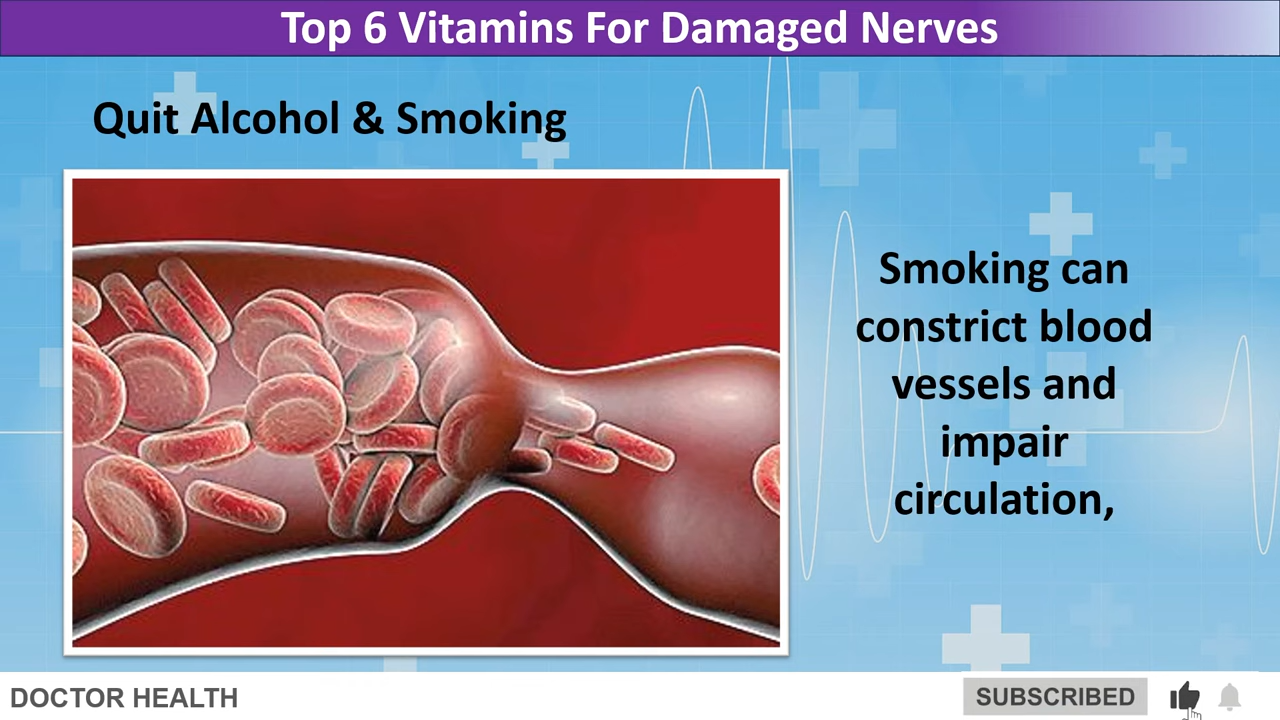 Top 6 Vitamins For Damaged Nerves
Quit Alcohol & Smoking
Smoking can
constrict blood
vessels and
impair
circulation,
DOCTOR HEALTH
SUBSCRIBED